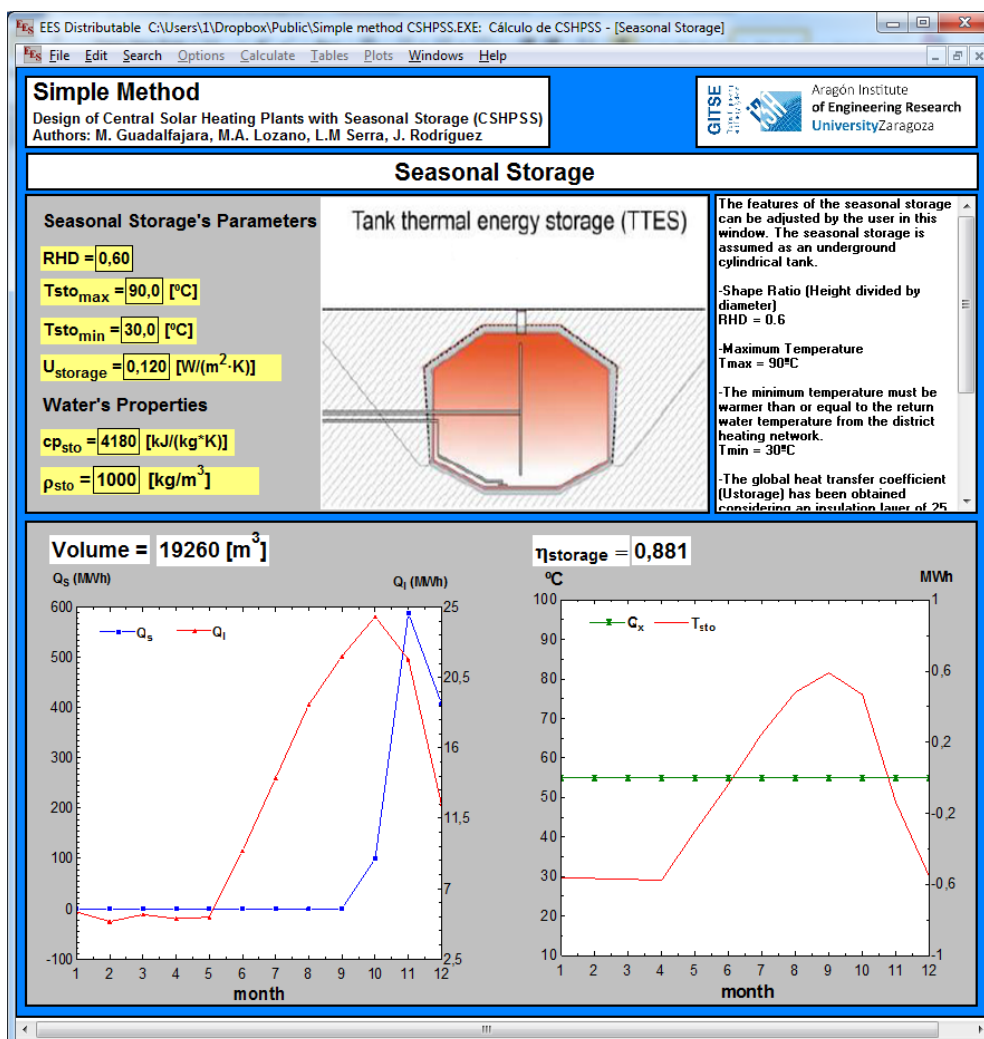 EES Distributable C:\Users\1\Dropbox\Public\Simple method CSHPSS.EXE: Cálculo de CSHPSS - [Seasonal Storage]
File Edit Search Options Calculate Tables Plots Windows Help
Simple Method
Design of Central Solar Heating Plants with Seasonal Storage (CSHPSS)
Authors: M. Guadalfajara, M.A. Lozano, L.M Serra, J. Rodríguez
GITSE
Aragón Institute
of Engineering Research
UniversityZaragoza
Seasonal Storage
Seasonal Storage's Parameters
RHD = 0,60
Tsto max = 90,0 [ºC]
Tsto min = 30,0 [ºC]
U storage = 0,120 [W/(m²·K)]
Water's Properties
cp sto = 4180 [kJ/(kg*K)]
ρsto = 1000 [kg/m³]
Tank thermal energy storage (TTES)
The features of the seasonal storage
can be adjusted by the user in this
window. The seasonal storage is
assumed as an underground
cylindrical tank.
-Shape Ratio (Height divided by
diameter)
RHD = 0.6
-Maximum Temperature
Tmax = 90ºC
-The minimum temperature must be
warmer than or equal to the return
water temperature from the district
heating network.
Tmin = 30ºC
-The global heat transfer coefficient
(Ustorage) has been obtained
considering an insulation layer of 25
Volume = 19260 [m³]
Qs (MWh)
Ql (MWh)
600
500
400
300
200
100
0
-100
Qs
Ql
25
20,5
16
11,5
7
2,5
1 2 3 4 5 6 7 8 9 10 11 12
month
ηstorage = 0,881
ºC
MWh
100
90
80
70
60
50
40
30
20
10
Qx
Tsto
1
0,6
0,2
-0,2
-0,6
-1
1 2 3 4 5 6 7 8 9 10 11 12
month